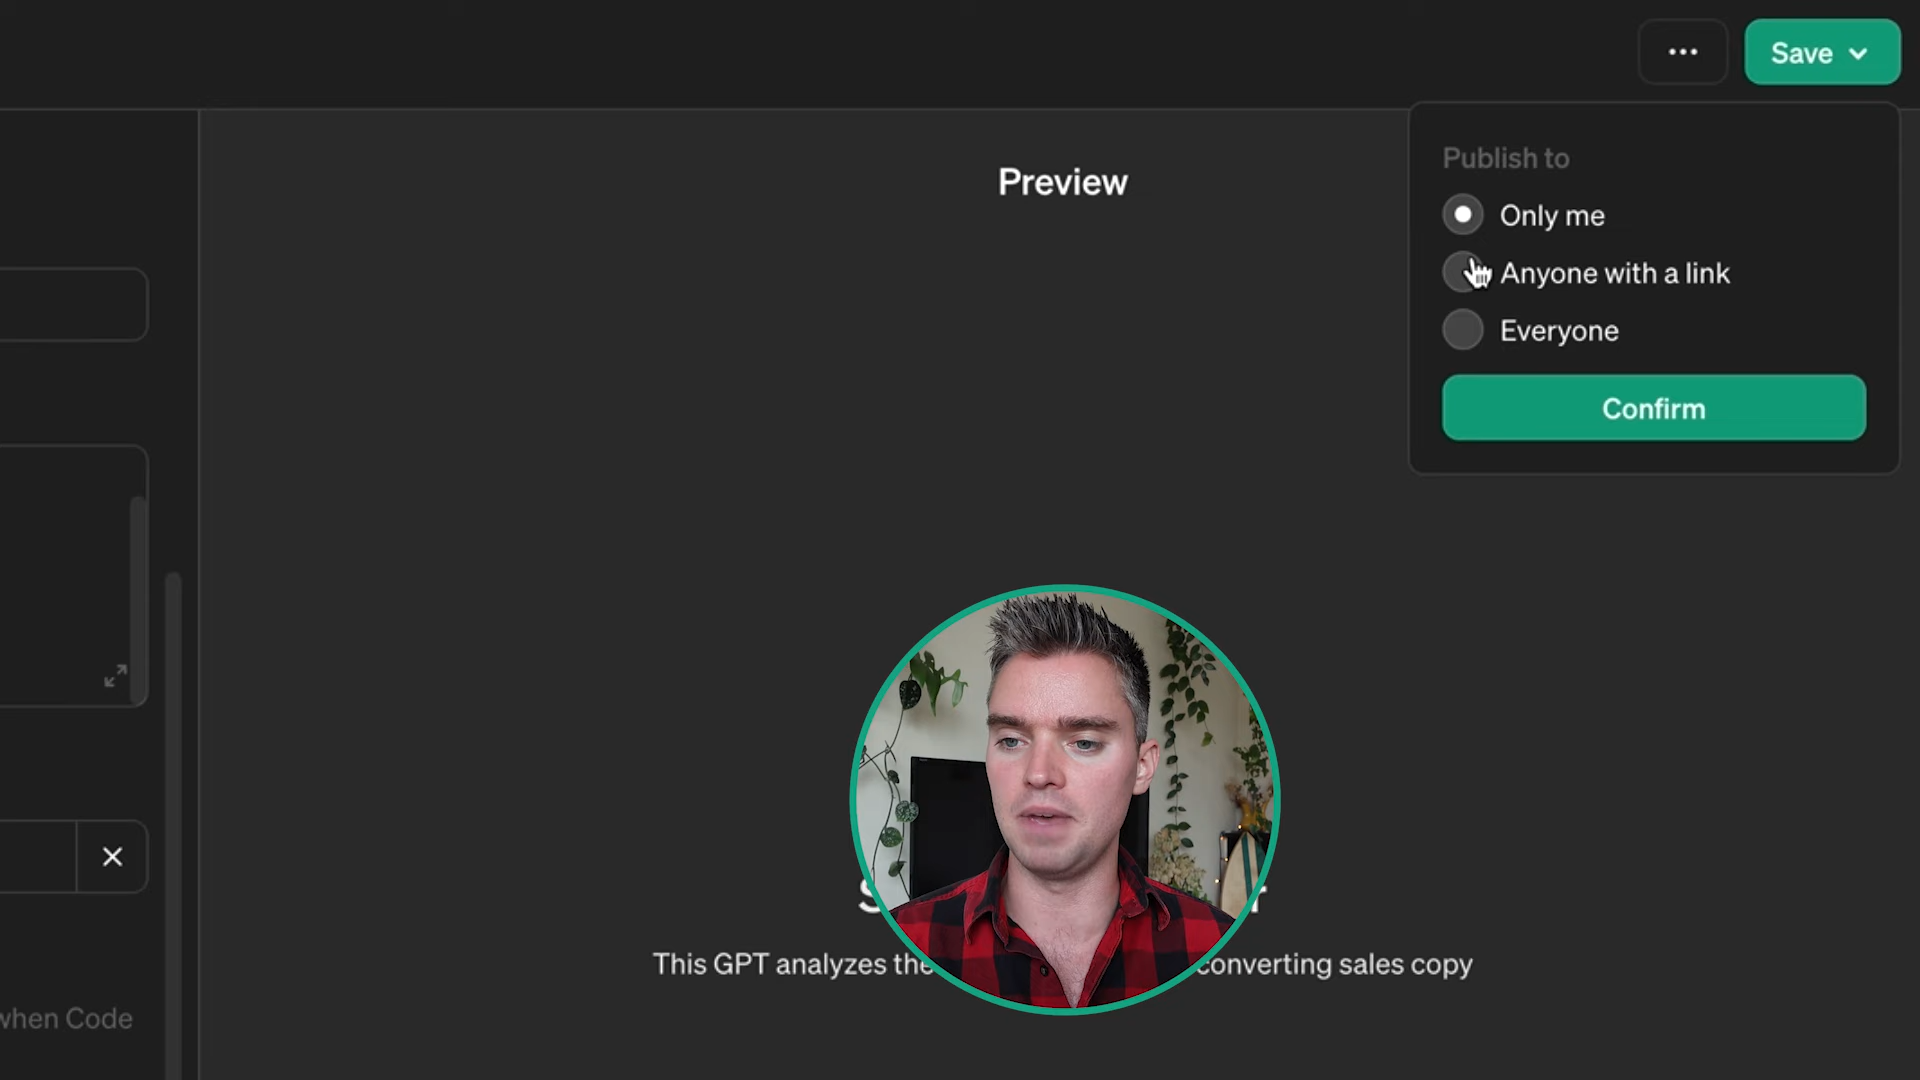 Save
Publish to
Preview
Only me
Anyone with a link
Everyone
Confirm
This GPT analyzes the
converting sales copy
when Code